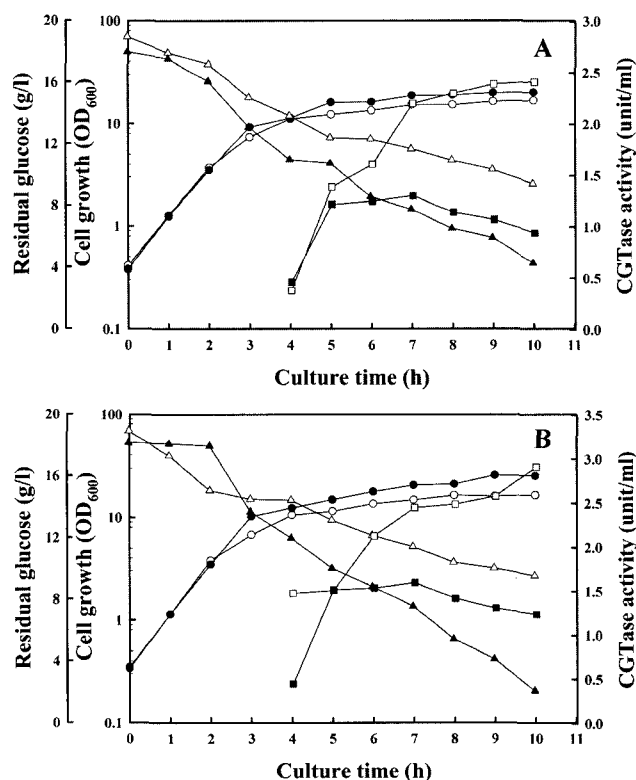 A
Residual glucose (g/l)
20
16
12
8
4
0
Cell growth (OD600)
100
10
1
0.1
CGTase activity (unit/ml)
3.0
2.5
2.0
1.5
1.0
0.5
0.0
0 1 2 3 4 5 6 7 8 9 10 11
Culture time (h)
B
Residual glucose (g/l)
20
16
12
8
4
0
Cell growth (OD600)
100
10
1
0.1
CGTase activity (unit/ml)
3.5
3.0
2.5
2.0
1.5
1.0
0.5
0.0
0 1 2 3 4 5 6 7 8 9 10 11
Culture time (h)